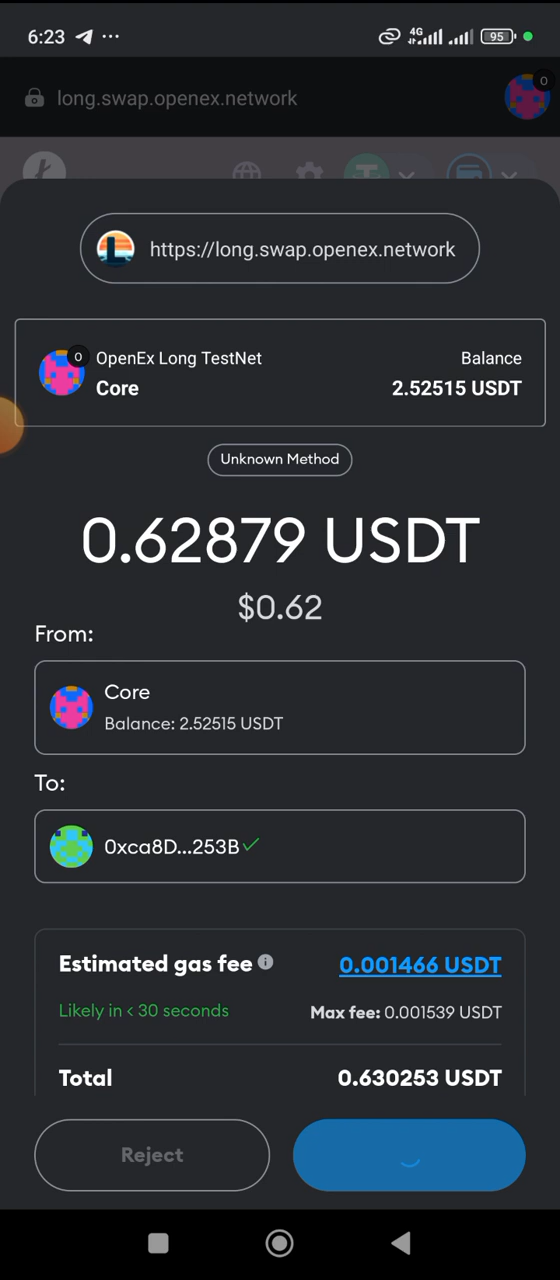 6:23
4G
95
long.swap.openex.network
0
https://long.swap.openex.network
0
OpenEx Long TestNet
Balance
Core
2.52515 USDT
Unknown Method
0.62879 USDT
$0.62
From:
Core
Balance: 2.52515 USDT
To:
0xca8D...253B
Estimated gas fee
0.001466 USDT
Likely in < 30 seconds
Max fee: 0.001539 USDT
Total
0.630253 USDT
Reject